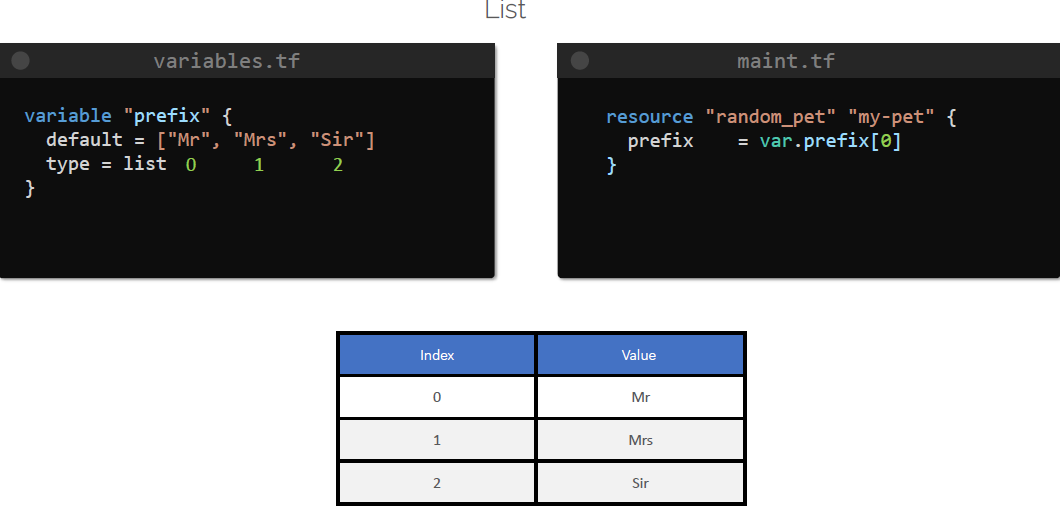 List
variables.tf
variable "prefix" {
  default = ["Mr", "Mrs", "Sir"]
  type = list  0  1  2
}
maint.tf
resource "random_pet" "my-pet" {
  prefix    = var.prefix[0]
}
Index Value
0 Mr
1 Mrs
2 Sir